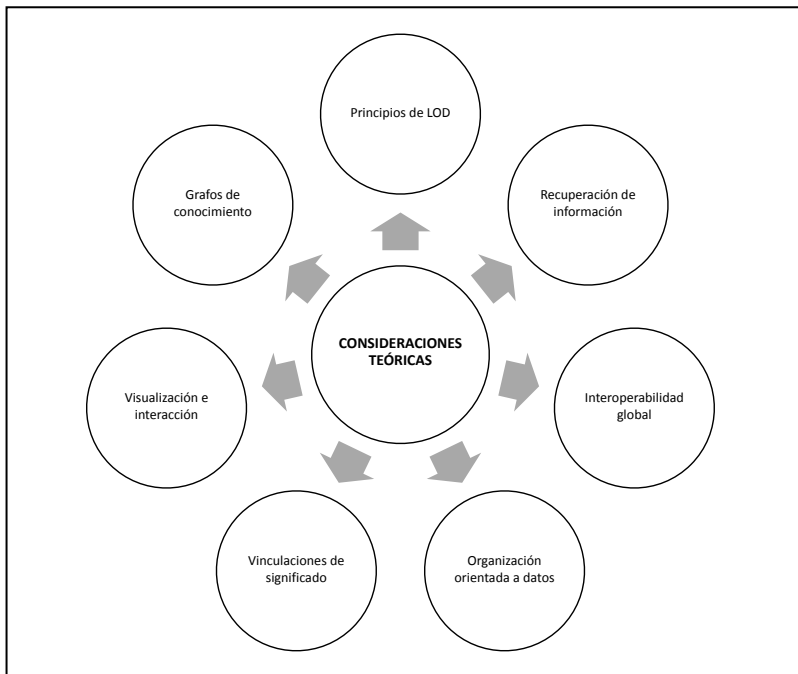 Principios de LOD
Recuperación de
información
Interoperabilidad
global
Organización
orientada a datos
Vinculaciones de
significado
Visualización e
interacción
Grafos de
conocimiento
CONSIDERACIONES
TEÓRICAS